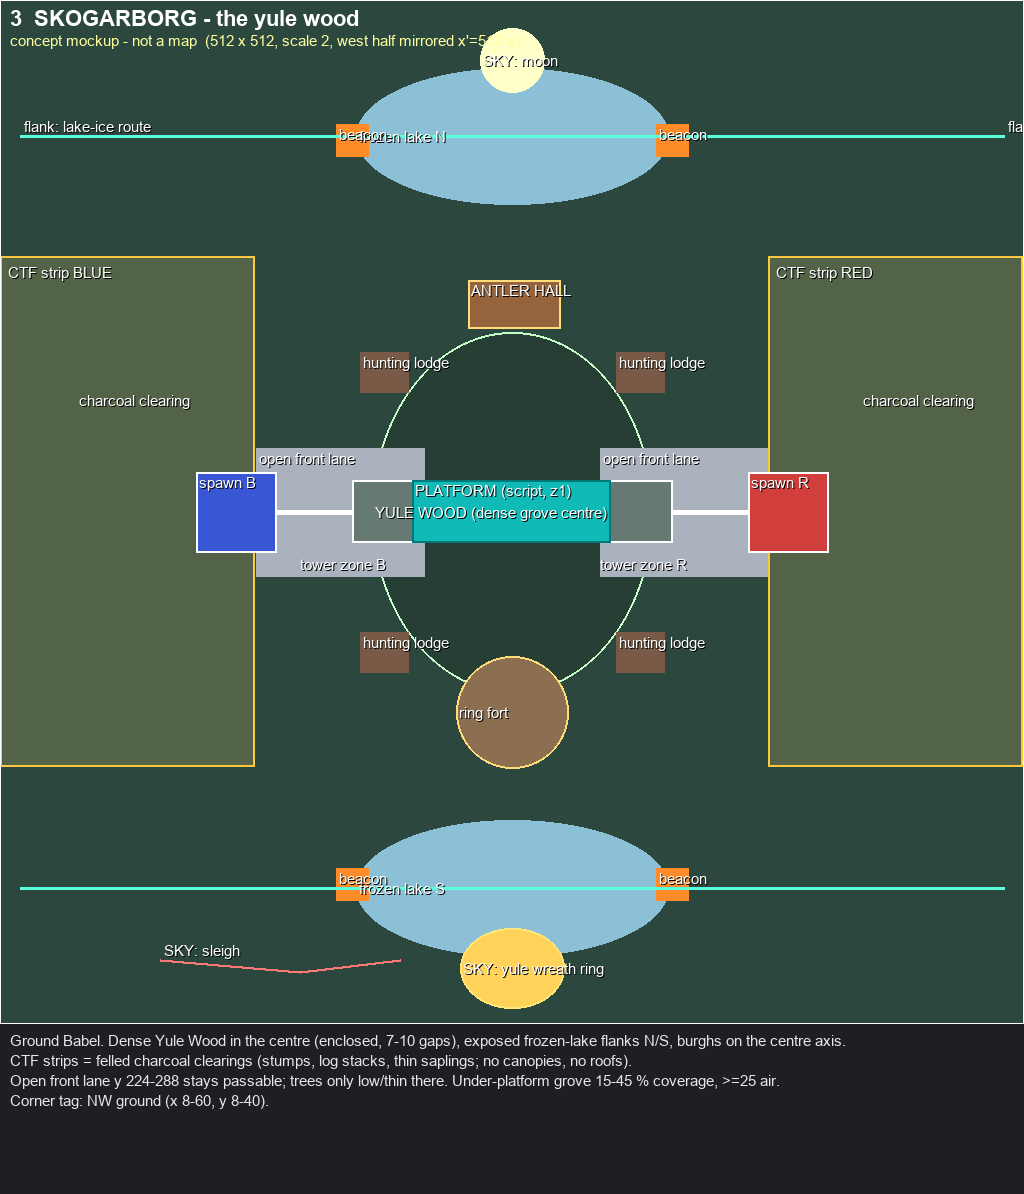 3 SKOGARBORG - the yule wood
concept mockup - not a map (512 x 512, scale 2, west half mirrored x'=5
SKY: moon
flank: lake-ice route
fla
beacon
frozen lake N
beacon
CTF strip BLUE
CTF strip RED
ANTLER HALL
hunting lodge
hunting lodge
charcoal clearing
charcoal clearing
open front lane
open front lane
spawn B
PLATFORM (script, z1)
spawn R
YULE WOOD (dense grove centre)
tower zone B
tower zone R
hunting lodge
hunting lodge
ring fort
beacon
frozen lake S
beacon
SKY: sleigh
SKY: yule wreath ring
Ground Babel. Dense Yule Wood in the centre (enclosed, 7-10 gaps), exposed frozen-lake flanks N/S, burghs on the centre axis.
CTF strips = felled charcoal clearings (stumps, log stacks, thin saplings; no canopies, no roofs).
Open front lane y 224-288 stays passable; trees only low/thin there. Under-platform grove 15-45 % coverage, >=25 air.
Corner tag: NW ground (x 8-60, y 8-40).